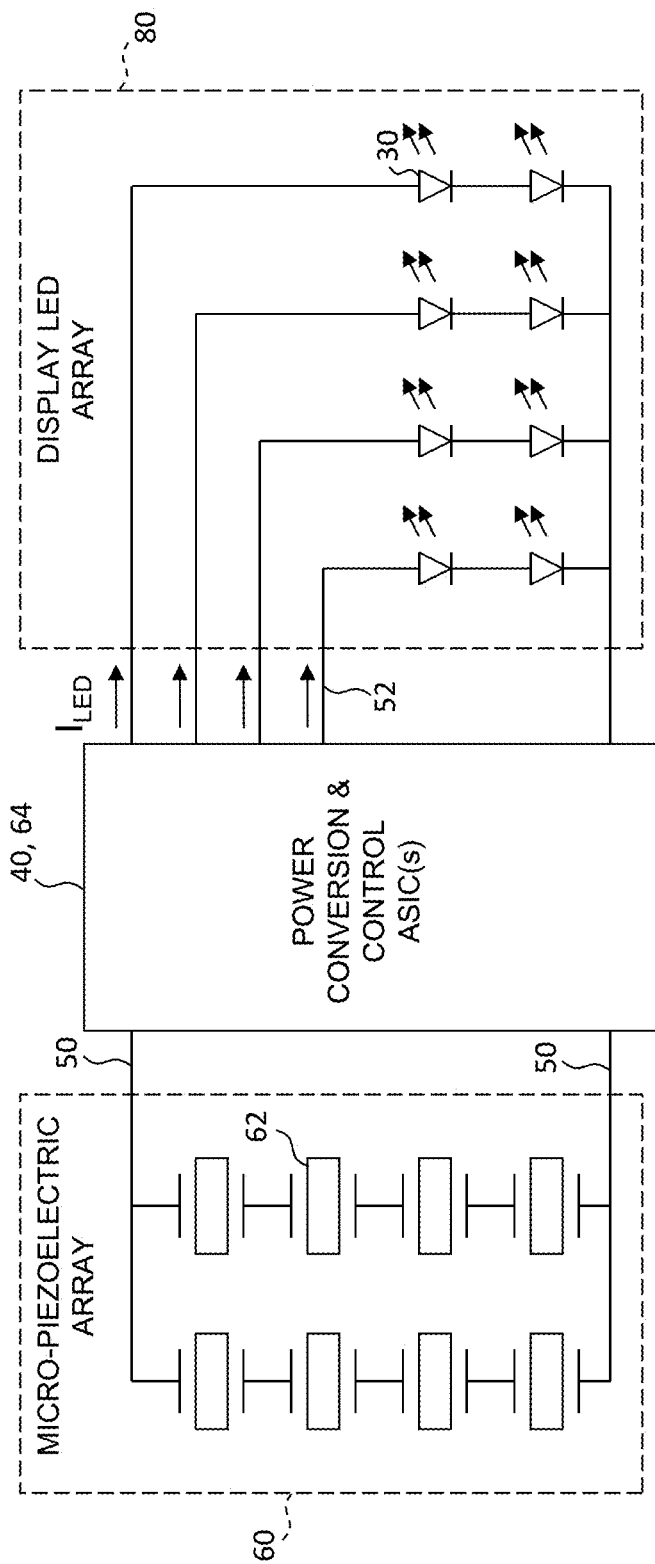 60
MICRO-PIEZOELECTRIC
ARRAY
62
50
50
40, 64
POWER
CONVERSION &
CONTROL
ASIC(s)
I LED
52
DISPLAY LED
ARRAY
30
80